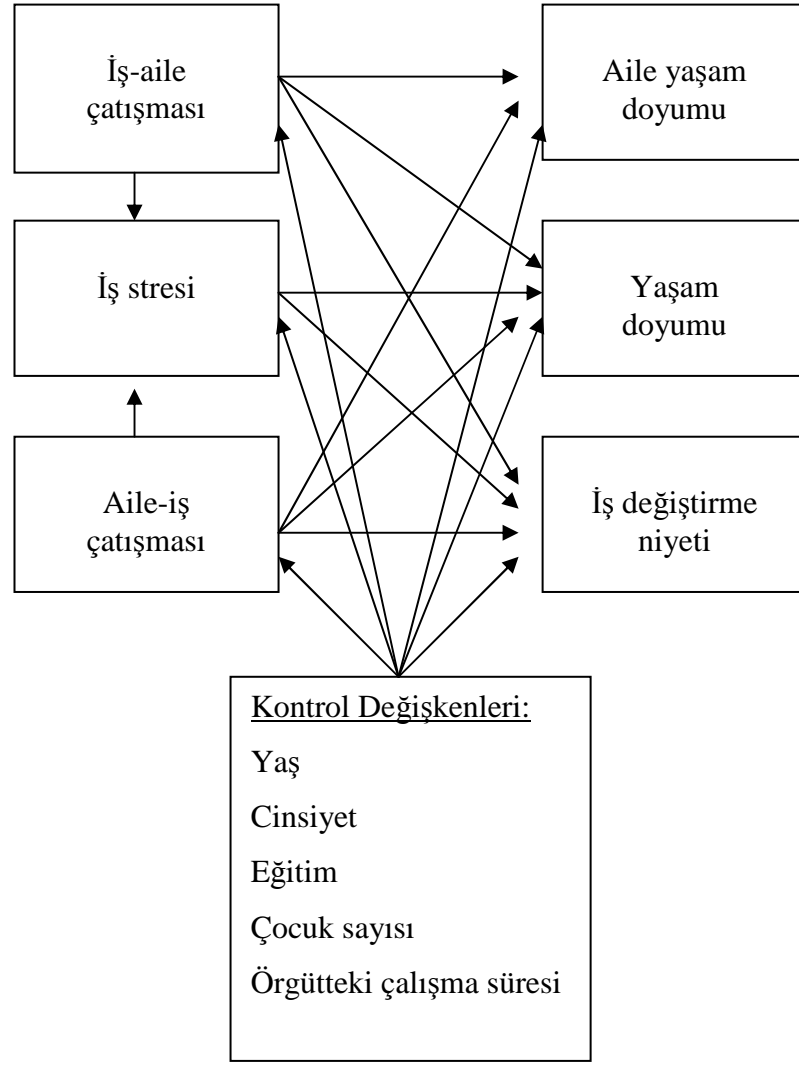 İş-aile
çatışması
Aile yaşam
doyumu
İş stresi
Yaşam
doyumu
Aile-iş
çatışması
İş değiştirme
niyeti
Kontrol Değişkenleri:
Yaş
Cinsiyet
Eğitim
Çocuk sayısı
Örgütteki çalışma süresi